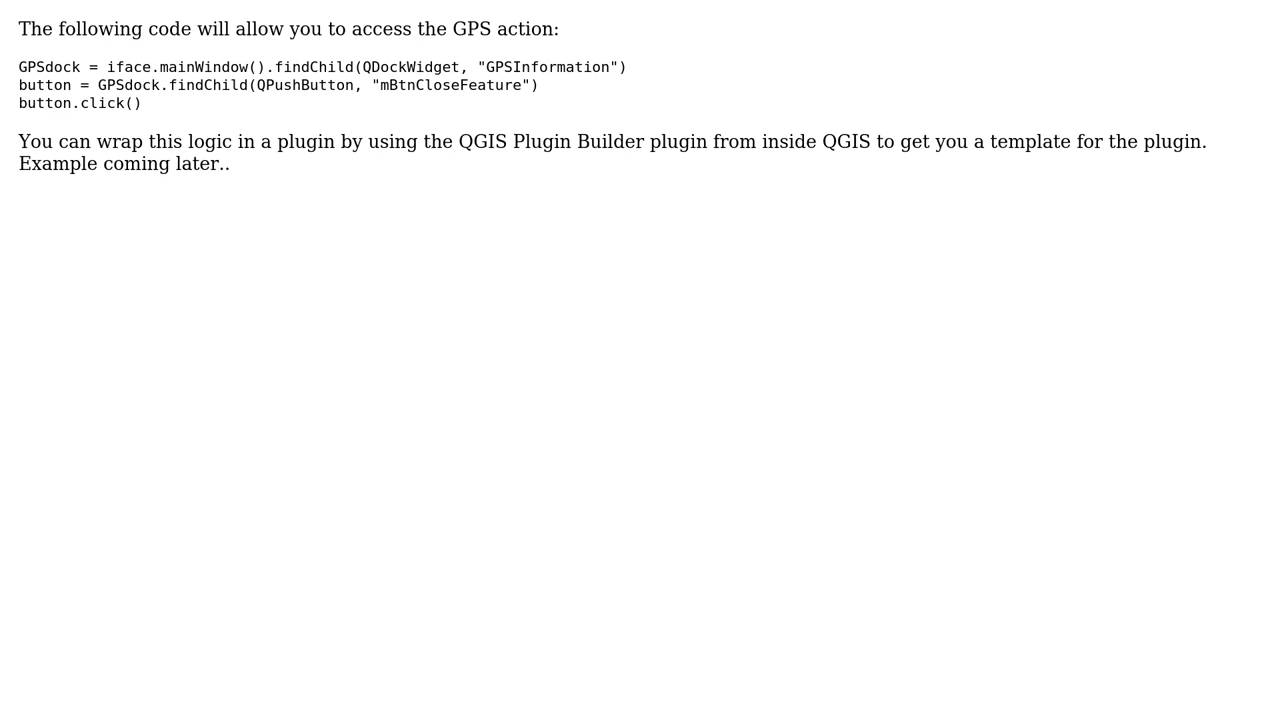 The following code will allow you to access the GPS action:
GPSdock = iface.mainWindow().findChild(QDockWidget, "GPSInformation")
button = GPSdock.findChild(QPushButton, "mBtnCloseFeature")
button.click()
You can wrap this logic in a plugin by using the QGIS Plugin Builder plugin from inside QGIS to get you a template for the plugin.
Example coming later..